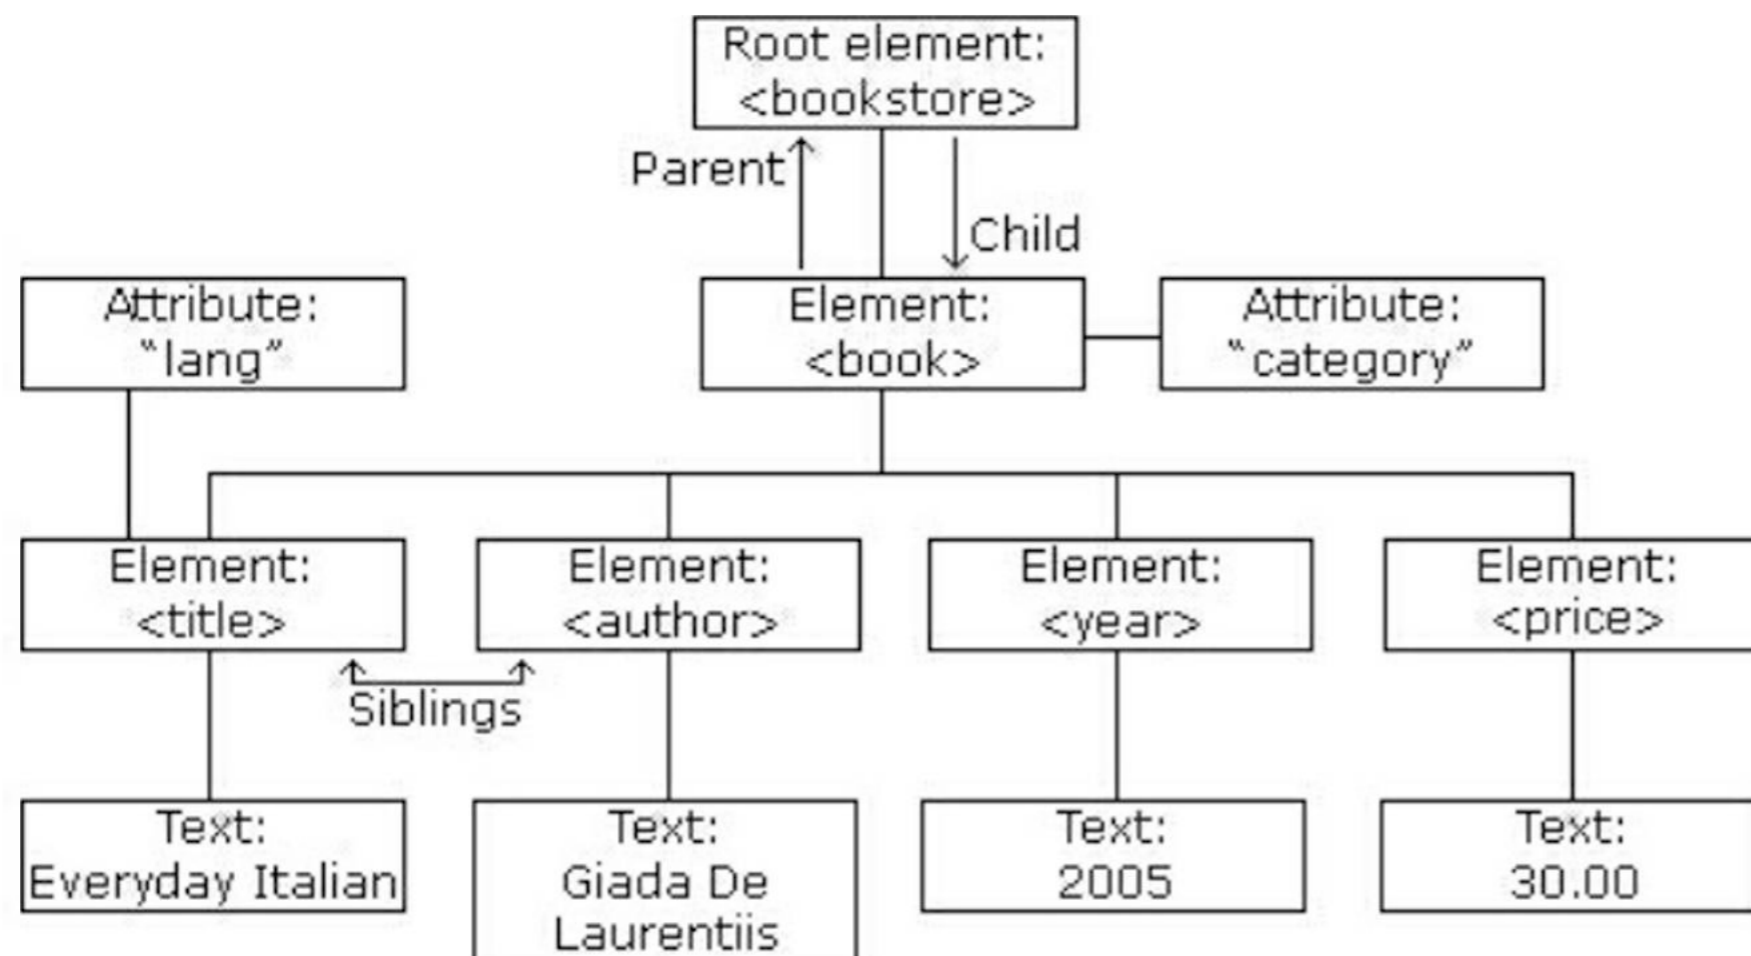 Root element:
<bookstore>
Parent
Child
Attribute:
“lang”
Element:
<book>
Attribute:
“category”
Element:
<title>
Element:
<author>
Element:
<year>
Element:
<price>
Siblings
Text:
Everyday Italian
Text:
Giada De
Laurentiis
Text:
2005
Text:
30.00